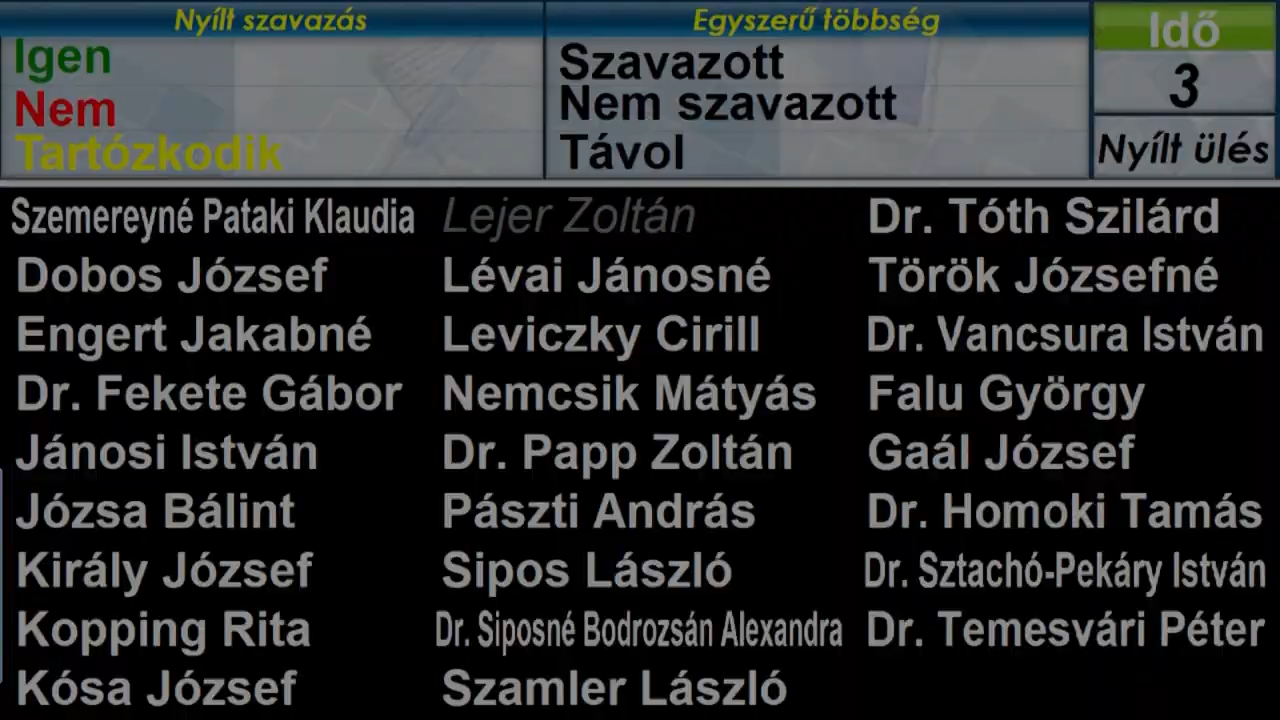 Nyílt szavazás
Egyszerű többség
Idő
Igen
Nem
Tartózkodik
Szavazott
Nem szavazott
Távol
3
Nyílt ülés
Szemereyné Pataki Klaudia
Dobos József
Engert Jakabné
Dr. Fekete Gábor
Jánosi István
Józsa Bálint
Király József
Kopping Rita
Kósa József
Lejer Zoltán
Lévai Jánosné
Leviczky Cirill
Nemcsik Mátyás
Dr. Papp Zoltán
Pászti András
Sipos László
Dr. Siposné Bodrozsán Alexandra
Szamler László
Dr. Tóth Szilárd
Török Józsefné
Dr. Vancsura István
Falu György
Gaál József
Dr. Homoki Tamás
Dr. Sztachó-Pekáry István
Dr. Temesvári Péter